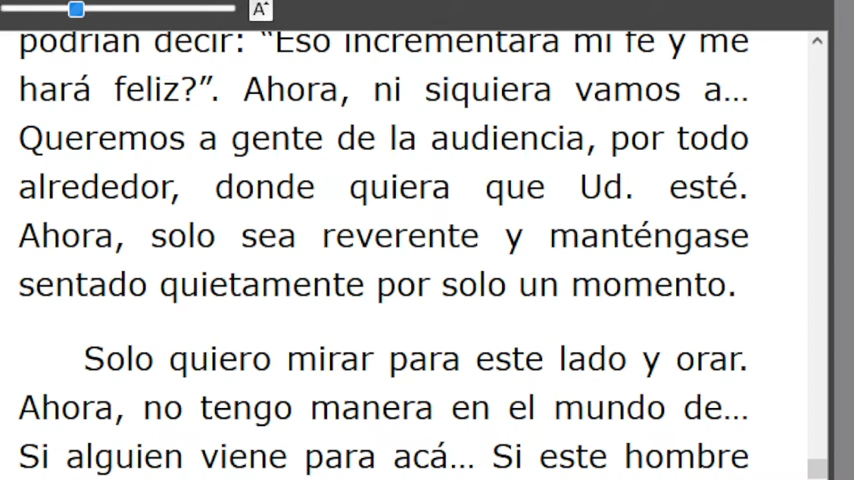 A
podrían decir: “Eso incrementará mi fe y me
hará feliz?”. Ahora, ni siquiera vamos a...
Queremos a gente de la audiencia, por todo
alrededor, donde quiera que Ud. esté.
Ahora, solo sea reverente y manténgase
sentado quietamente por solo un momento.
Solo quiero mirar para este lado y orar.
Ahora, no tengo manera en el mundo de...
Si alguien viene para acá... Si este hombre